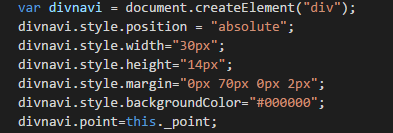 var divnavi = document.createElement("div");
divnavi.style.position = "absolute";
divnavi.style.width="30px";
divnavi.style.height="14px";
divnavi.style.margin="0px 70px 0px 2px";
divnavi.style.backgroundColor="#000000";
divnavi.point=this._point;